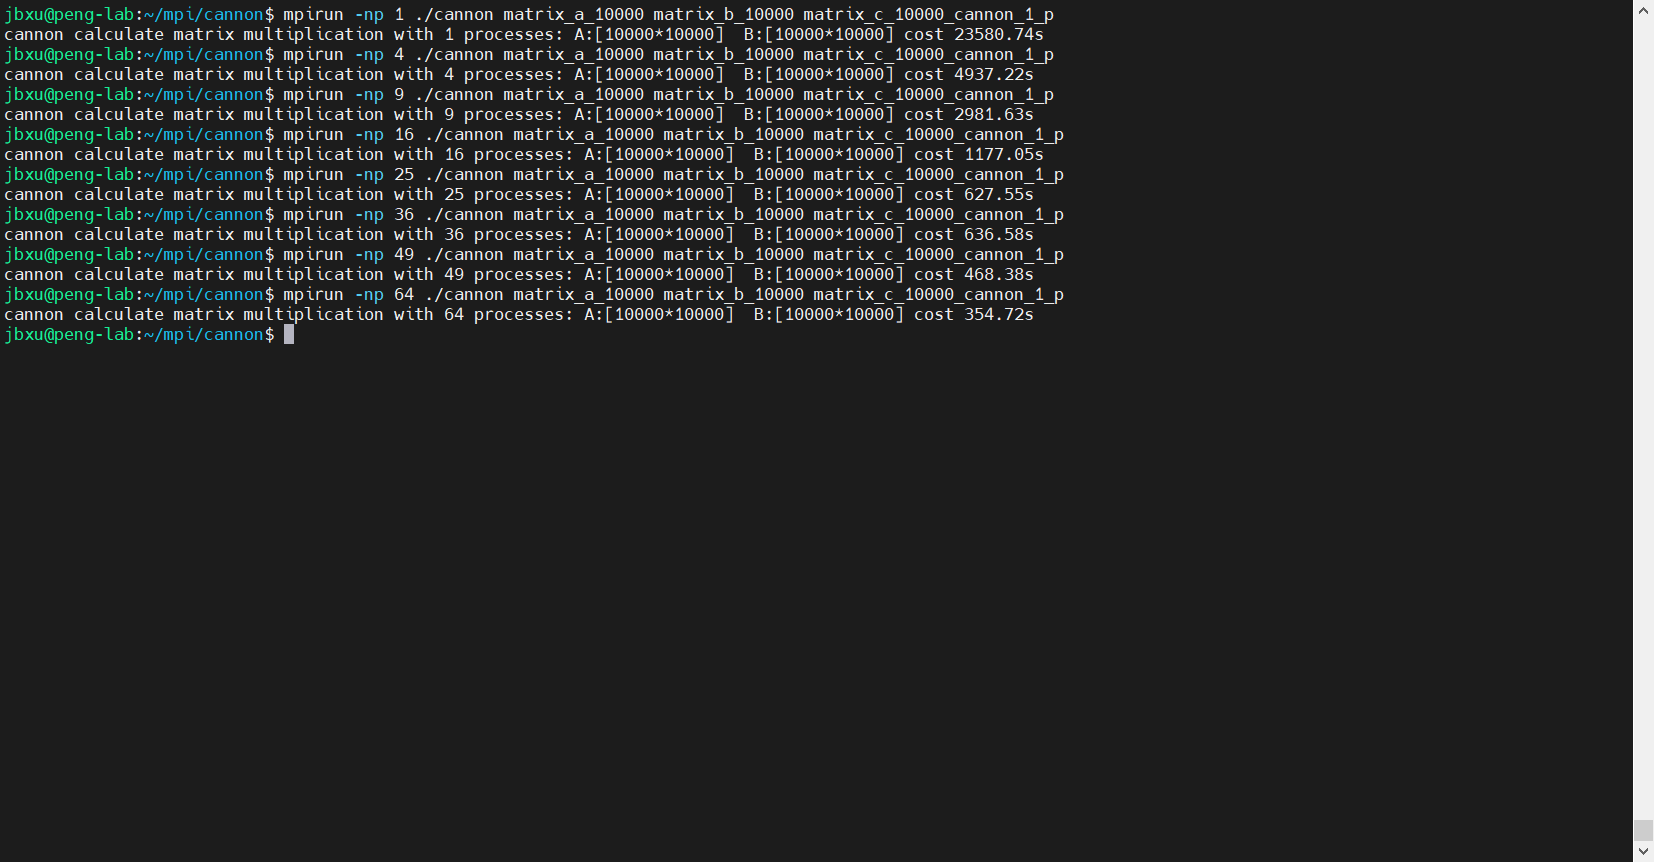 jbxu@peng-lab:~/mpi/cannon$ mpirun -np 1 ./cannon matrix_a_10000 matrix_b_10000 matrix_c_10000_cannon_1_p
cannon calculate matrix multiplication with 1 processes: A:[10000*10000]  B:[10000*10000] cost 23580.74s
jbxu@peng-lab:~/mpi/cannon$ mpirun -np 4 ./cannon matrix_a_10000 matrix_b_10000 matrix_c_10000_cannon_1_p
cannon calculate matrix multiplication with 4 processes: A:[10000*10000]  B:[10000*10000] cost 4937.22s
jbxu@peng-lab:~/mpi/cannon$ mpirun -np 9 ./cannon matrix_a_10000 matrix_b_10000 matrix_c_10000_cannon_1_p
cannon calculate matrix multiplication with 9 processes: A:[10000*10000]  B:[10000*10000] cost 2981.63s
jbxu@peng-lab:~/mpi/cannon$ mpirun -np 16 ./cannon matrix_a_10000 matrix_b_10000 matrix_c_10000_cannon_1_p
cannon calculate matrix multiplication with 16 processes: A:[10000*10000]  B:[10000*10000] cost 1177.05s
jbxu@peng-lab:~/mpi/cannon$ mpirun -np 25 ./cannon matrix_a_10000 matrix_b_10000 matrix_c_10000_cannon_1_p
cannon calculate matrix multiplication with 25 processes: A:[10000*10000]  B:[10000*10000] cost 627.55s
jbxu@peng-lab:~/mpi/cannon$ mpirun -np 36 ./cannon matrix_a_10000 matrix_b_10000 matrix_c_10000_cannon_1_p
cannon calculate matrix multiplication with 36 processes: A:[10000*10000]  B:[10000*10000] cost 636.58s
jbxu@peng-lab:~/mpi/cannon$ mpirun -np 49 ./cannon matrix_a_10000 matrix_b_10000 matrix_c_10000_cannon_1_p
cannon calculate matrix multiplication with 49 processes: A:[10000*10000]  B:[10000*10000] cost 468.38s
jbxu@peng-lab:~/mpi/cannon$ mpirun -np 64 ./cannon matrix_a_10000 matrix_b_10000 matrix_c_10000_cannon_1_p
cannon calculate matrix multiplication with 64 processes: A:[10000*10000]  B:[10000*10000] cost 354.72s
jbxu@peng-lab:~/mpi/cannon$